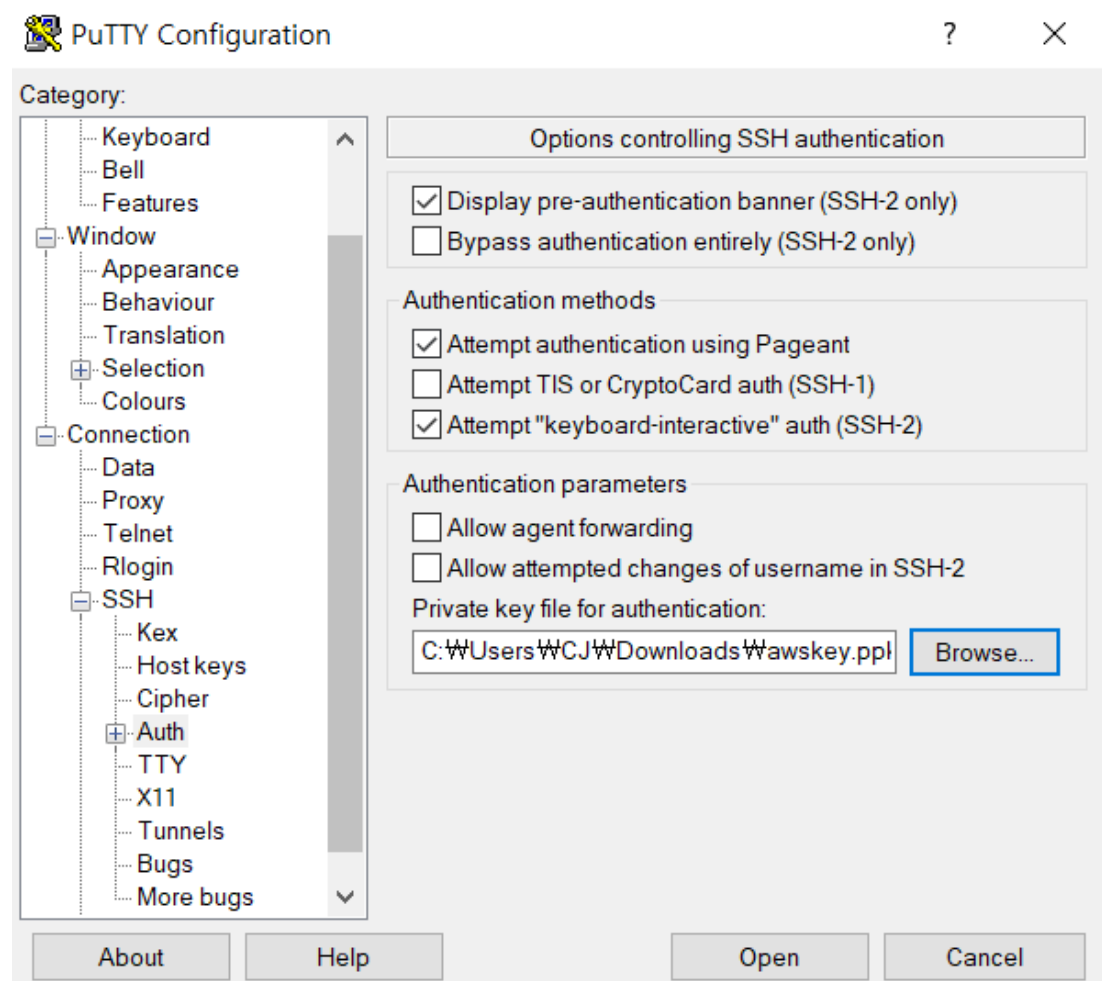 PuTTY Configuration
?
Category:
Keyboard
Bell
Features
Window
Appearance
Behaviour
Translation
Selection
Colours
Connection
Data
Proxy
Telnet
Rlogin
SSH
Kex
Host keys
Cipher
Auth
TTY
X11
Tunnels
Bugs
More bugs
Options controlling SSH authentication
Display pre-authentication banner (SSH-2 only)
Bypass authentication entirely (SSH-2 only)
Authentication methods
Attempt authentication using Pageant
Attempt TIS or CryptoCard auth (SSH-1)
Attempt "keyboard-interactive" auth (SSH-2)
Authentication parameters
Allow agent forwarding
Allow attempted changes of username in SSH-2
Private key file for authentication:
C:₩Users₩CJ₩Downloads₩awskey.ppk
Browse...
About
Help
Open
Cancel